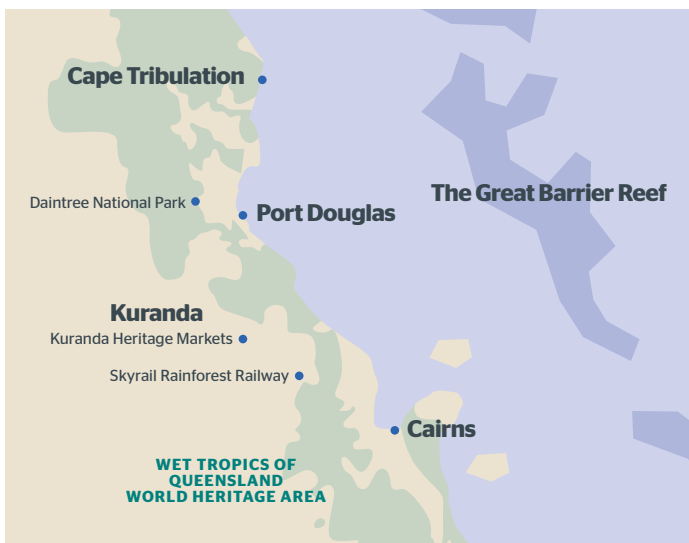 Cape Tribulation
The Great Barrier Reef
Daintree National Park
Port Douglas
Kuranda
Kuranda Heritage Markets
Skyrail Rainforest Railway
Cairns
WET TROPICS OF
QUEENSLAND
WORLD HERITAGE AREA